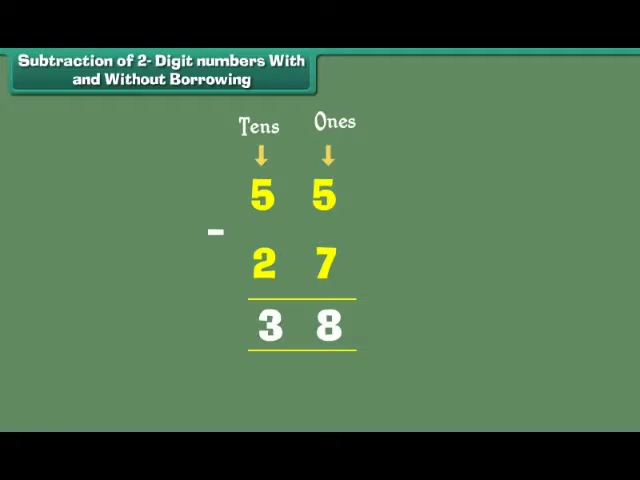 Subtraction of 2- Digit numbers With
and Without Borrowing
Tens Ones
5 5
-
2 7
3 8